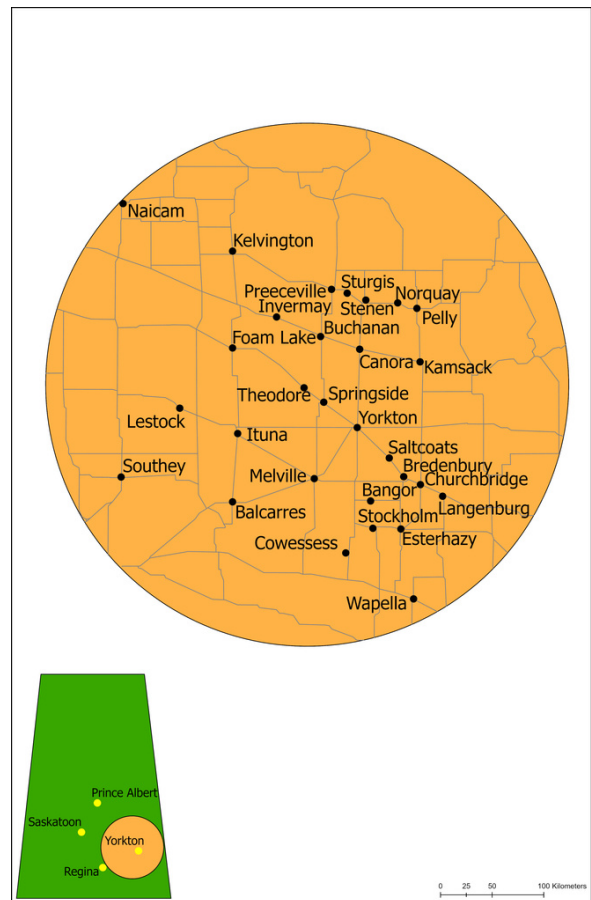 Naicam
Kelvington
Preeceville Sturgis
Invermay Stenen Norquay
Pelly
Foam Lake Buchanan
Canora Kamsack
Theodore Springside
Lestock Yorkton
Ituna
Saltcoats
Southey Bredenbury
Melville Churchbridge
Bangor
Balcarres Langenburg
Stockholm
Cowessess Esterhazy
Wapella
Prince Albert
Saskatoon
Yorkton
Regina
0 25 50 100 Kilometers